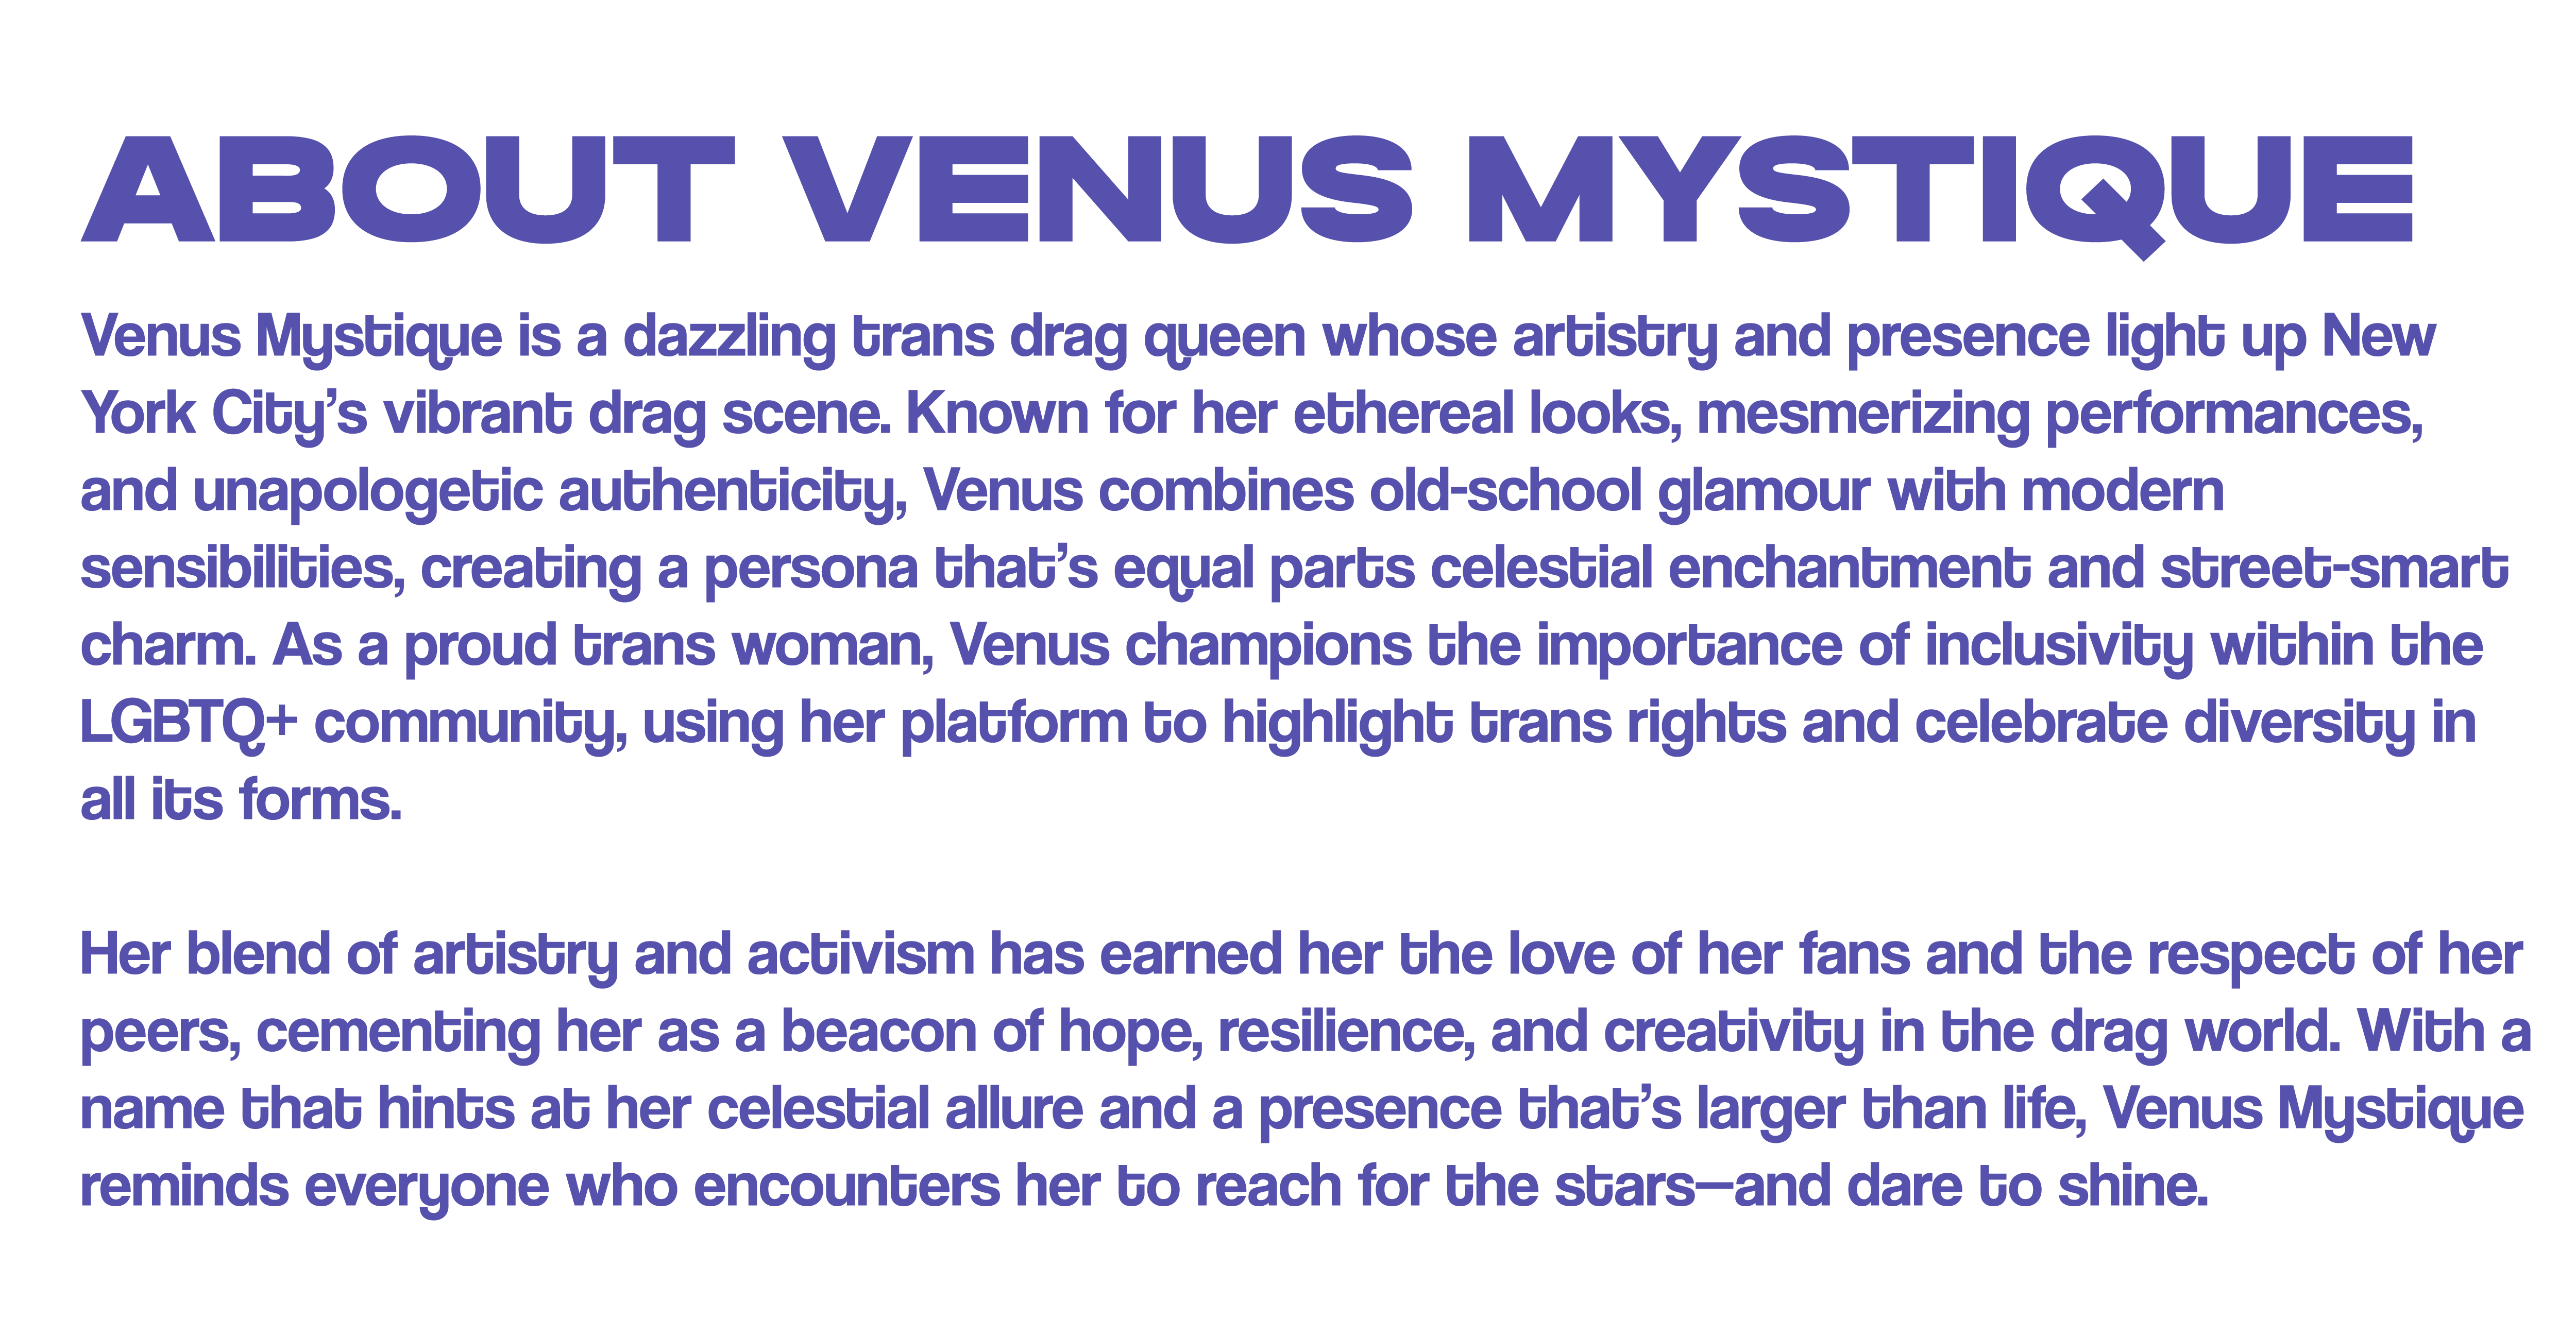 ABOUT VENUS MYSTIQUE
Venus Mystique is a dazzling trans drag queen whose artistry and presence light up New
York City’s vibrant drag scene. Known for her ethereal looks, mesmerizing performances,
and unapologetic authenticity, Venus combines old-school glamour with modern
sensibilities, creating a persona that’s equal parts celestial enchantment and street-smart
charm. As a proud trans woman, Venus champions the importance of inclusivity within the
LGBTQ+ community, using her platform to highlight trans rights and celebrate diversity in
all its forms.
Her blend of artistry and activism has earned her the love of her fans and the respect of her
peers, cementing her as a beacon of hope, resilience, and creativity in the drag world. With a
name that hints at her celestial allure and a presence that’s larger than life, Venus Mystique
reminds everyone who encounters her to reach for the stars—and dare to shine.